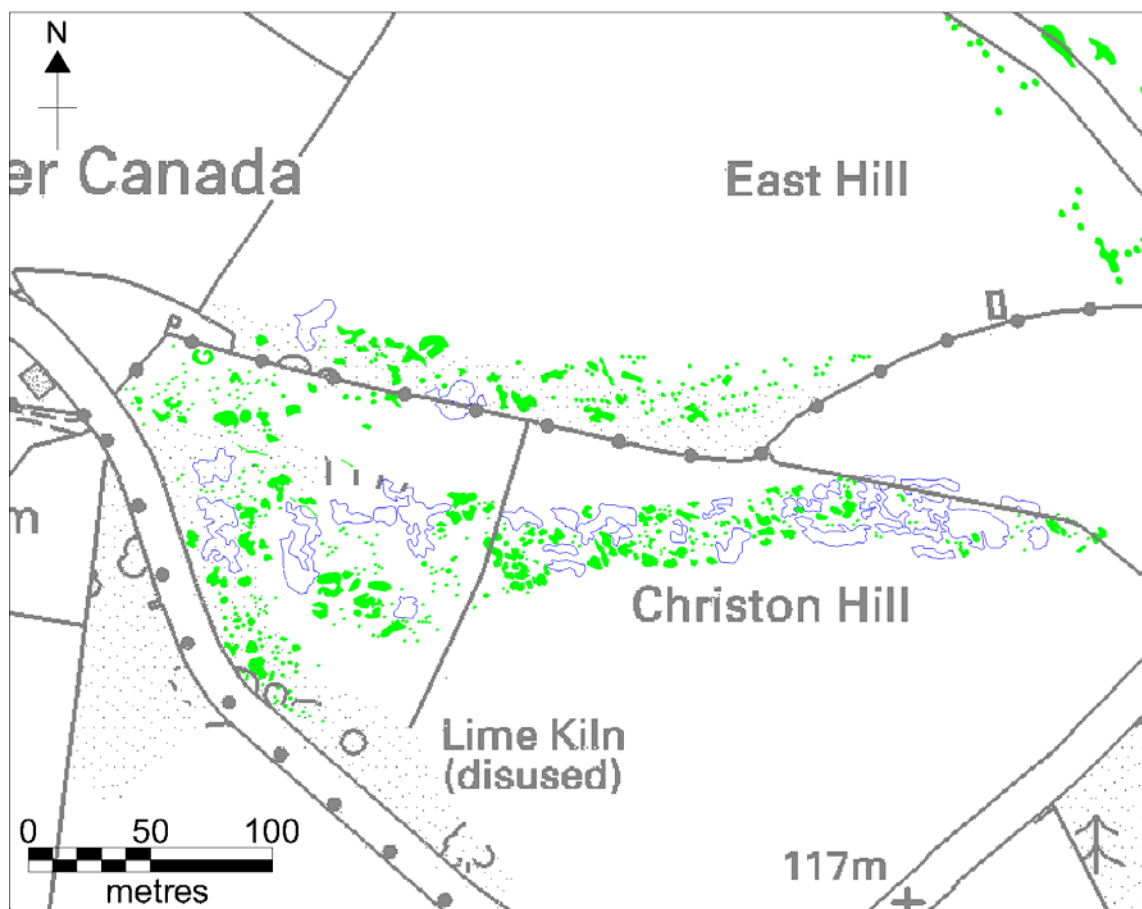 N
er Canada
East Hill
m
Christon Hill
Lime Kiln
(disused)
0 50 100
metres
117m